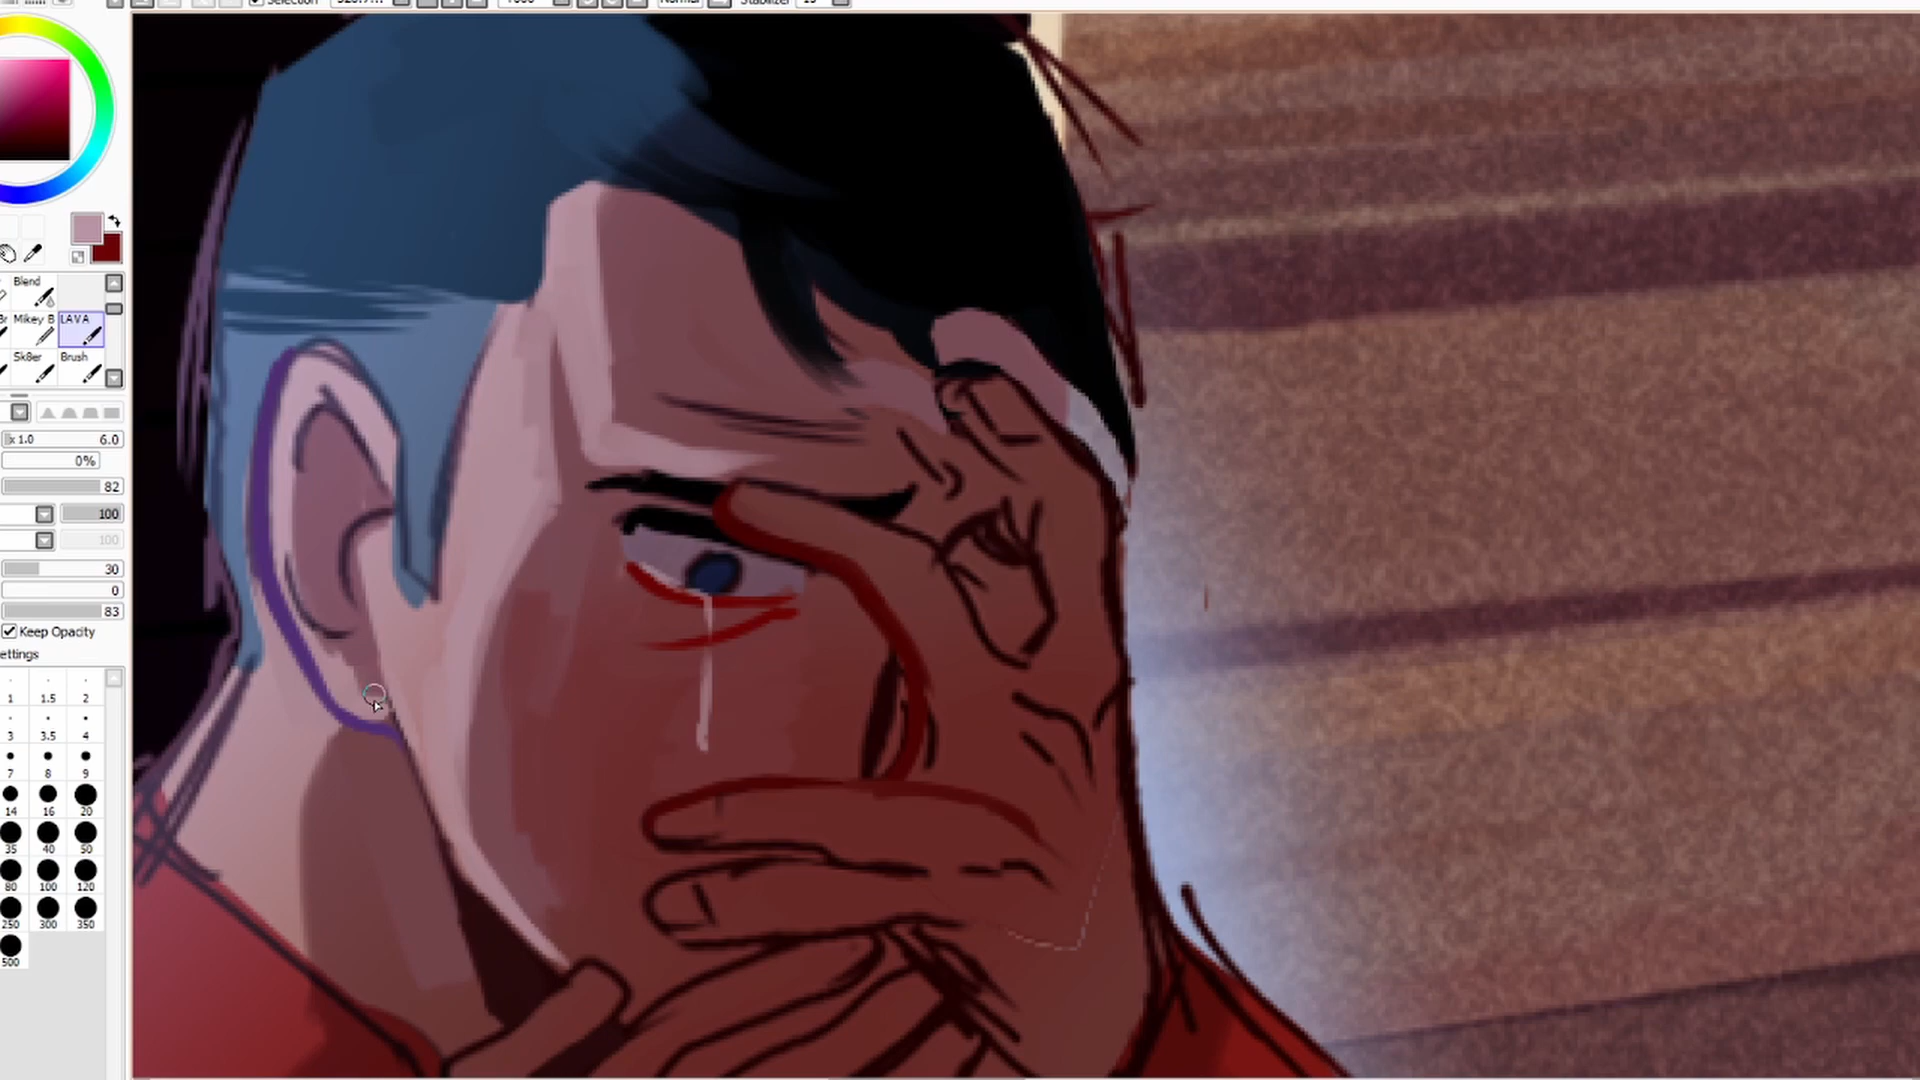 Selection
Normal
Stabilizer
Blend
Mikey B
LAVA
Sk8er
Brush
x 1.0 6.0
0%
82
100
100
30
0
83
Keep Opacity
ettings
1 1.5 2
3 3.5 4
7 8 9
14 16 20
35 40 50
80 100 120
250 300 350
500